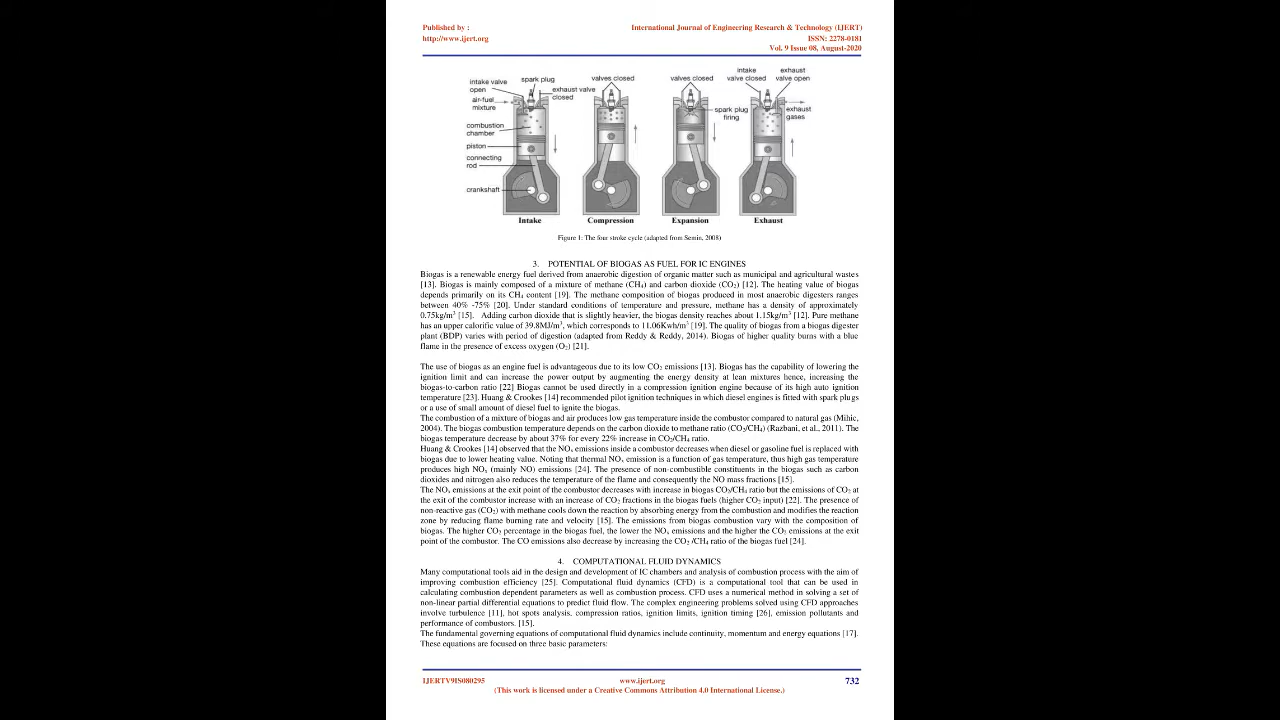 Published by :
International Journal of Engineering Research & Technology (IJERT)
http://www.ijert.org
ISSN: 2278-0181
Vol. 9 Issue 08, August-2020
intake valve open
spark plug
exhaust valve closed
air-fuel mixture
combustion chamber
piston
connecting rod
crankshaft
valves closed
valves closed
spark plug firing
intake valve closed
exhaust valve open
exhaust gases
Intake
Compression
Expansion
Exhaust
Figure 1: The four stroke cycle (adapted from Semin, 2008)
3. POTENTIAL OF BIOGAS AS FUEL FOR IC ENGINES
Biogas is a renewable energy fuel derived from anaerobic digestion of organic matter such as municipal and agricultural wastes
[13]. Biogas is mainly composed of a mixture of methane (CH₄) and carbon dioxide (CO₂) [12]. The heating value of biogas
depends primarily on its CH₄ content [19]. The methane composition of biogas produced in most anaerobic digesters ranges
between 40% -75% [20]. Under standard conditions of temperature and pressure, methane has a density of approximately
0.75kg/m³ [15]. Adding carbon dioxide that is slightly heavier, the biogas density reaches about 1.15kg/m³ [12]. Pure methane
has an upper calorific value of 39.8MJ/m³, which corresponds to 11.06Kwh/m³ [19]. The quality of biogas from a biogas digester
plant (BDP) varies with period of digestion (adapted from Reddy & Reddy, 2014). Biogas of higher quality burns with a blue
flame in the presence of excess oxygen (O₂) [21].
The use of biogas as an engine fuel is advantageous due to its low CO₂ emissions [13]. Biogas has the capability of lowering the
ignition limit and can increase the power output by augmenting the energy density at lean mixtures hence, increasing the
biogas-to-carbon ratio [22] Biogas cannot be used directly in a compression ignition engine because of its high auto ignition
temperature [23]. Huang & Crookes [14] recommended pilot ignition techniques in which diesel engines is fitted with spark plugs
or a use of small amount of diesel fuel to ignite the biogas.
The combustion of a mixture of biogas and air produces low gas temperature inside the combustor compared to natural gas (Mihic,
2004). The biogas combustion temperature depends on the carbon dioxide to methane ratio (CO₂/CH₄) (Razbani, et al., 2011). The
biogas temperature decrease by about 37% for every 22% increase in CO₂/CH₄ ratio.
Huang & Crookes [14] observed that the NOₓ emissions inside a combustor decreases when diesel or gasoline fuel is replaced with
biogas due to lower heating value. Noting that thermal NOₓ emission is a function of gas temperature, thus high gas temperature
produces high NOₓ (mainly NO) emissions [24]. The presence of non-combustible constituents in the biogas such as carbon
dioxides and nitrogen also reduces the temperature of the flame and consequently the NO mass fractions [15].
The NOₓ emissions at the exit point of the combustor decreases with increase in biogas CO₂/CH₄ ratio but the emissions of CO₂ at
the exit of the combustor increase with an increase of CO₂ fractions in the biogas fuels (higher CO₂ input) [22]. The presence of
non-reactive gas (CO₂) with methane cools down the reaction by absorbing energy from the combustion and modifies the reaction
zone by reducing flame burning rate and velocity [15]. The emissions from biogas combustion vary with the composition of
biogas. The higher CO₂ percentage in the biogas fuel, the lower the NOₓ emissions and the higher the CO₂ emissions at the exit
point of the combustor. The CO emissions also decrease by increasing the CO₂ /CH₄ ratio of the biogas fuel [24].
4. COMPUTATIONAL FLUID DYNAMICS
Many computational tools aid in the design and development of IC chambers and analysis of combustion process with the aim of
improving combustion efficiency [25]. Computational fluid dynamics (CFD) is a computational tool that can be used in
calculating combustion dependent parameters as well as combustion process. CFD uses a numerical method in solving a set of
non-linear partial differential equations to predict fluid flow. The complex engineering problems solved using CFD approaches
involve turbulence [11], hot spots analysis. compression ratios, ignition limits, ignition timing [26], emission pollutants and
performance of combustors. [15].
The fundamental governing equations of computational fluid dynamics include continuity, momentum and energy equations [17].
These equations are focused on three basic parameters:
IJERTV9IS080295
www.ijert.org
732
(This work is licensed under a Creative Commons Attribution 4.0 International License.)